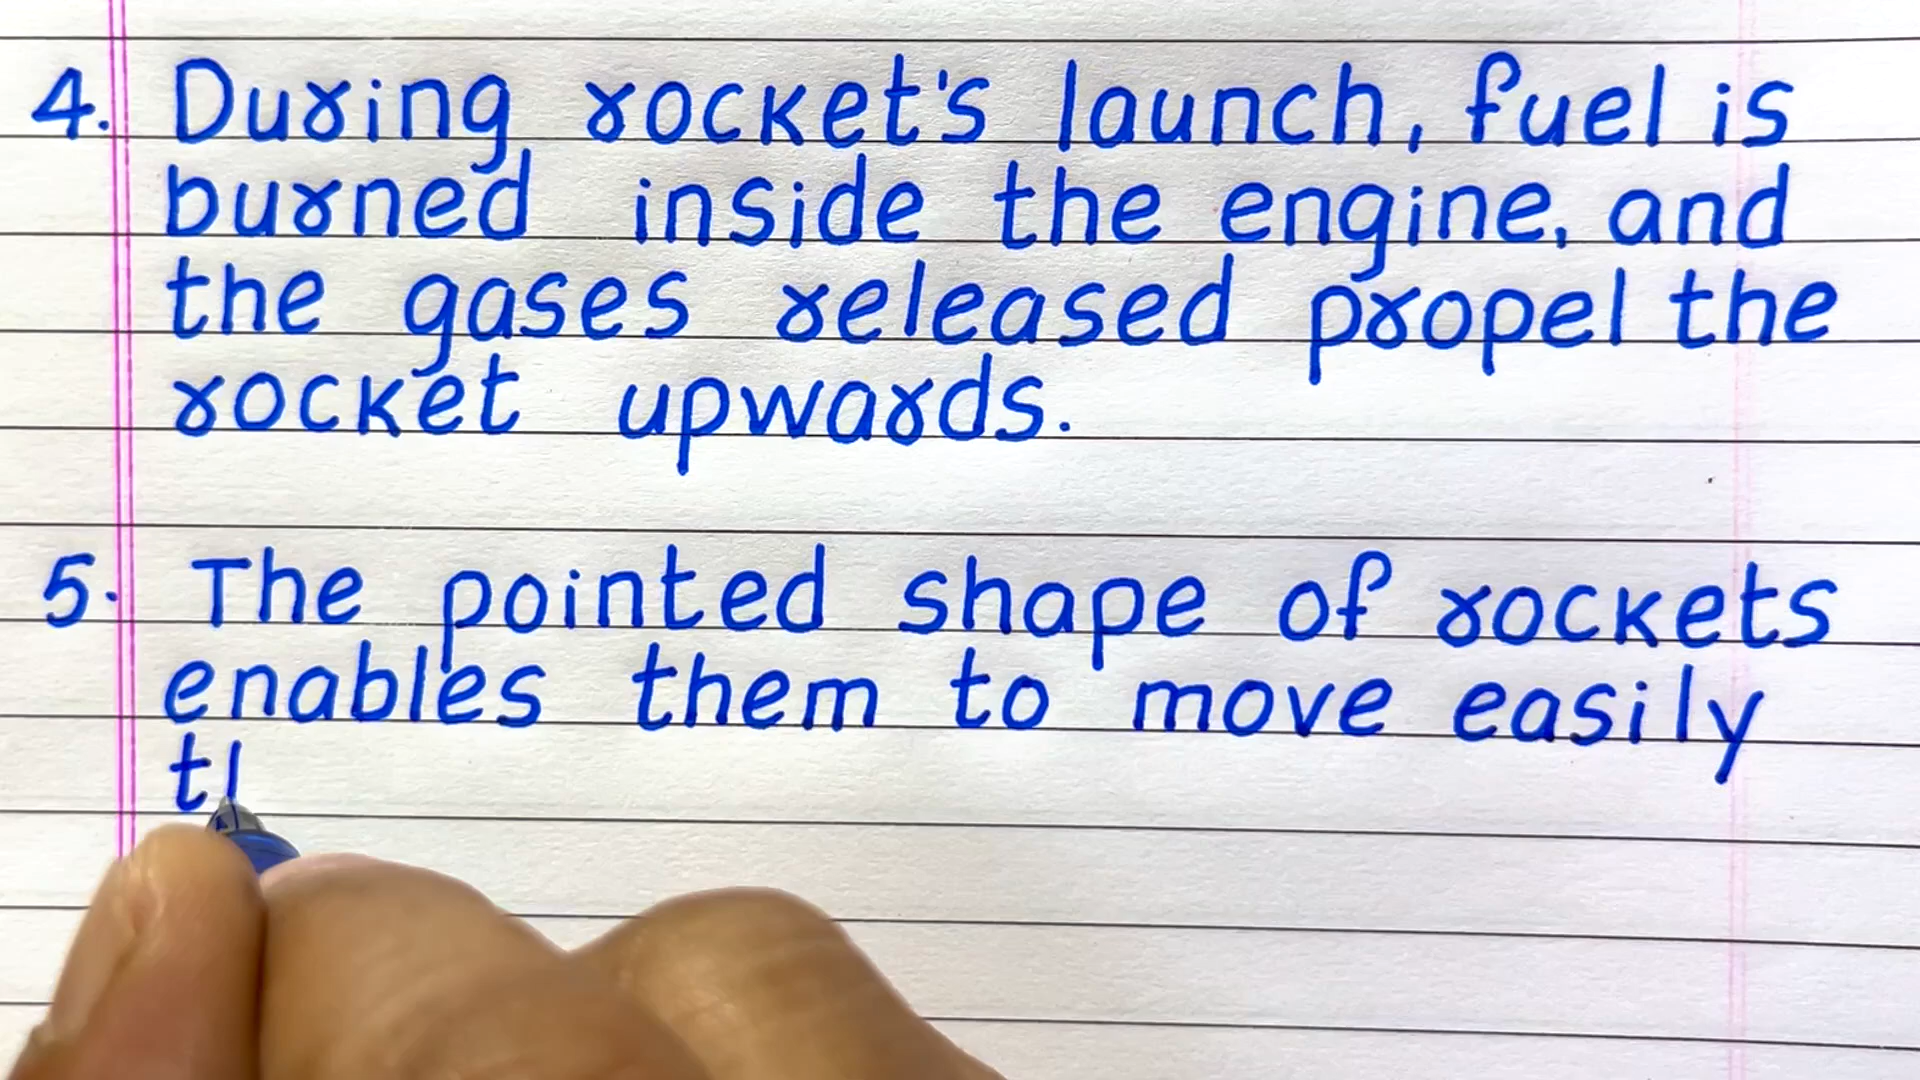 4. During rocket's launch, fuel is
burned inside the engine, and
the gases released propel the
rocket upwards.
5. The pointed shape of rockets
enables them to move easily